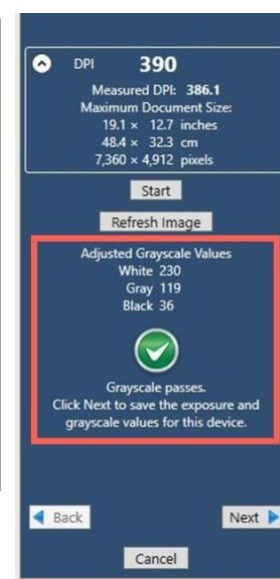 DPI 390
Measured DPI: 386.1
Maximum Document Size:
19.1 × 12.7 inches
48.4 × 32.3 cm
7,360 × 4,912 pixels
Start
Refresh Image
Adjusted Grayscale Values
White 230
Gray 119
Black 36
Grayscale passes.
Click Next to save the exposure and
grayscale values for this device.
Back
Next
Cancel